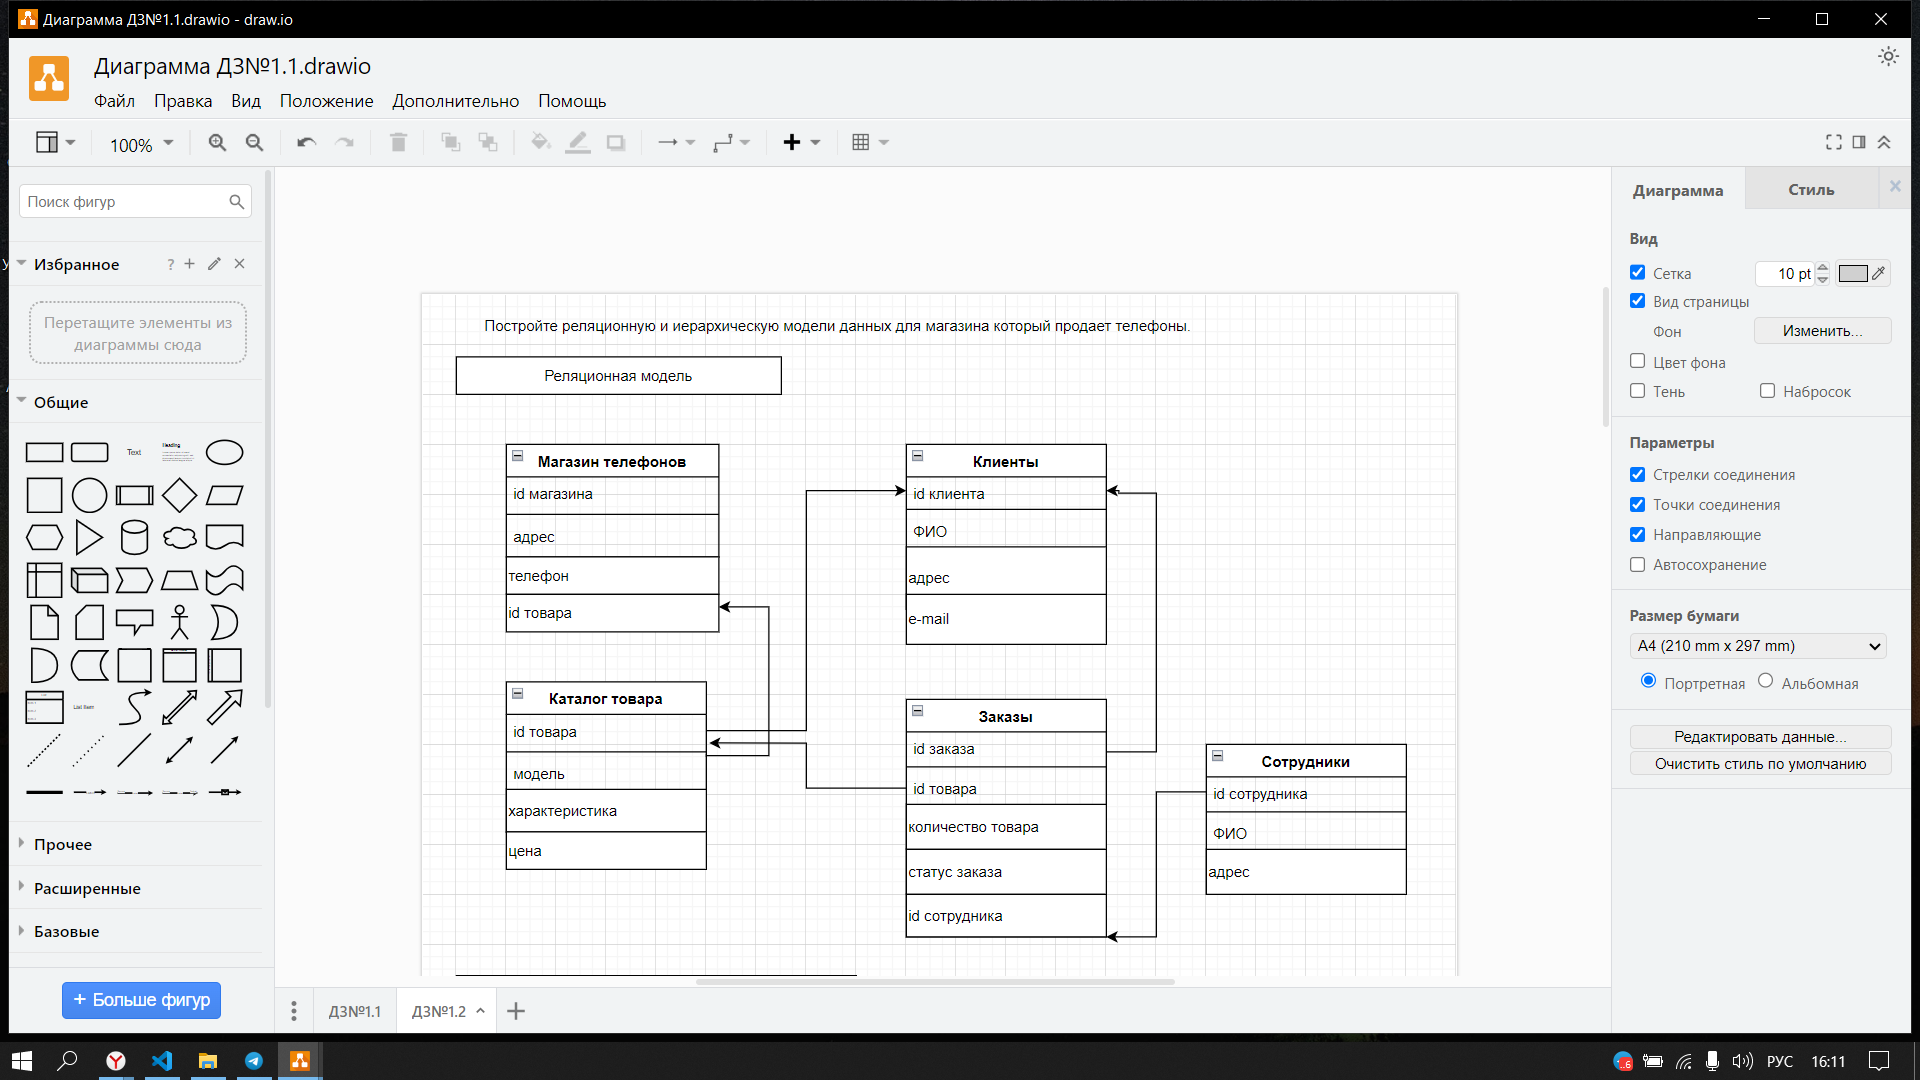 Диаграмма ДЗ№1.1.drawio - draw.io
Диаграмма ДЗ№1.1.drawio
Файл Правка Вид Положение Дополнительно Помощь
100%
Поиск фигур
Избранное
?
Перетащите элементы из
диаграммы сюда
Общие
Text
Heading
List Item
Прочее
Расширенные
Базовые
+ Больше фигур
Постройте реляционную и иерархическую модели данных для магазина который продает телефоны.
Реляционная модель
Магазин телефонов
id магазина
адрес
телефон
id товара
Каталог товара
id товара
модель
характеристика
цена
Клиенты
id клиента
ФИО
адрес
e-mail
Заказы
id заказа
id товара
количество товара
статус заказа
id сотрудника
Сотрудники
id сотрудника
ФИО
адрес
ДЗ№1.1
ДЗ№1.2
Диаграмма
Стиль
Вид
Сетка
10 pt
Вид страницы
Фон
Изменить...
Цвет фона
Тень
Набросок
Параметры
Стрелки соединения
Точки соединения
Направляющие
Автосохранение
Размер бумаги
A4 (210 mm x 297 mm)
Портретная
Альбомная
Редактировать данные...
Очистить стиль по умолчанию
РУС
16:11